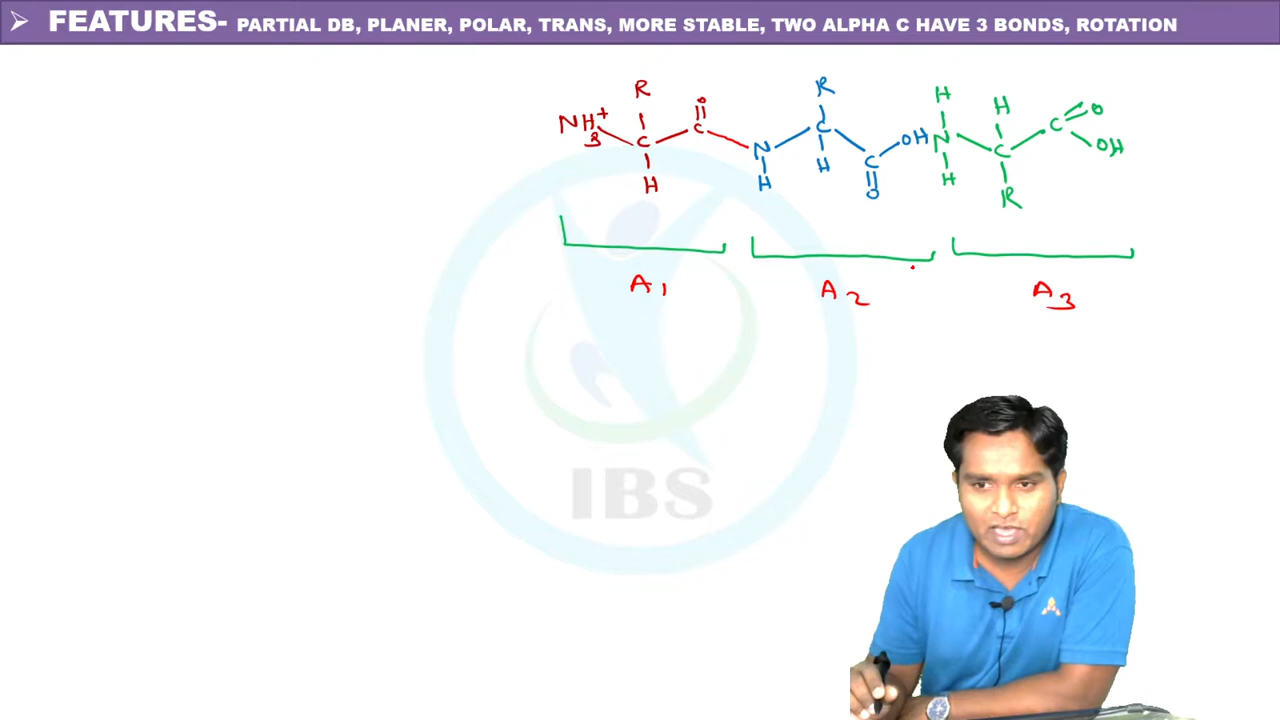 FEATURES- PARTIAL DB, PLANER, POLAR, TRANS, MORE STABLE, TWO ALPHA C HAVE 3 BONDS, ROTATION
R R H H O
NH3+ C C O
C N C OH N C OH
H H H C H R
O
A1 A2 A3
IBS